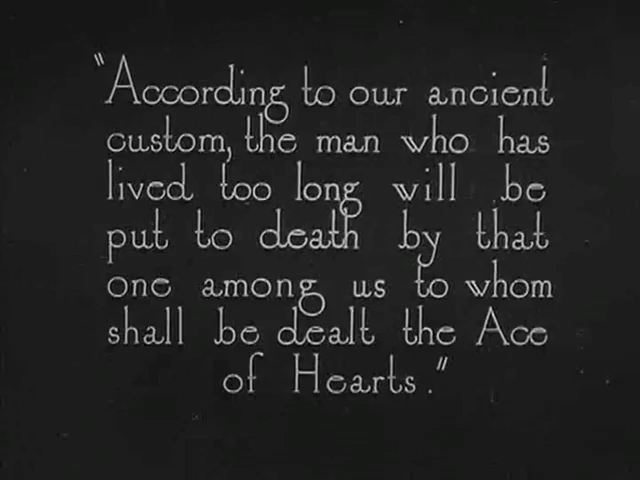 "According to our ancient
custom, the man who has
lived too long will be
put to death by that
one among us to whom
shall be dealt the Ace
of Hearts."